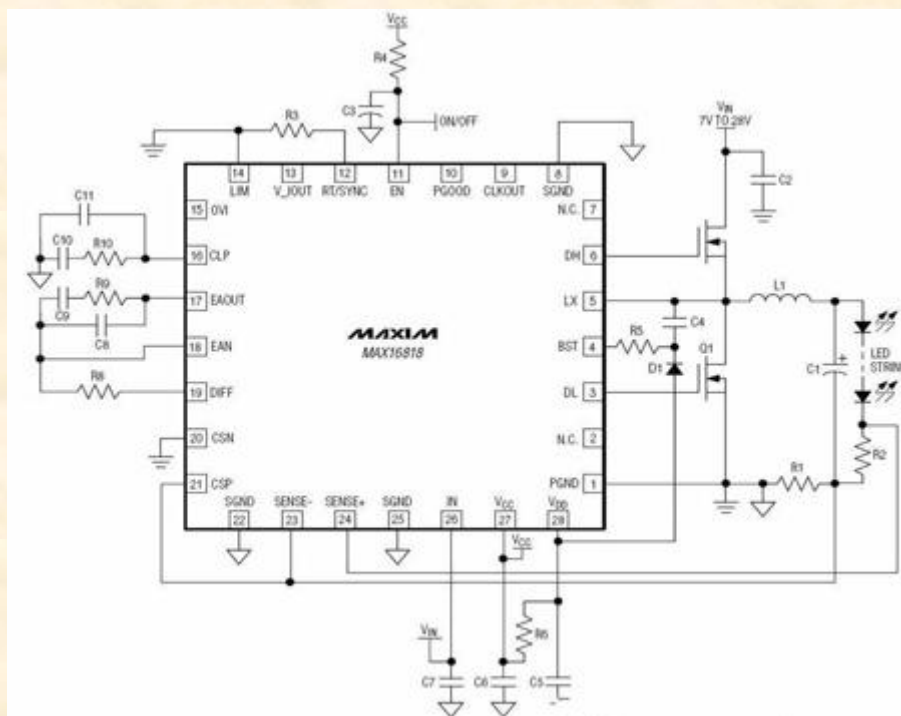 VCC
R4
C3
ON/OFF
R3
VIN
7V TO 28V
C2
14
13
12
11
10
9
8
LIM
V_IOUT
RT/SYNC
EN
PGOOD
CLKOUT
SGND
C11
C10
R10
R9
C9
C8
R8
15 OVI
16 CLP
17 EAOUT
18 EAN
19 DIFF
20 CSN
21 CSP
MAXIM
MAX16818
N.C. 7
DH 6
LX 5
BST 4
DL 3
N.C. 2
PGND 1
L1
C4
R5
D1
Q1
C1
+
LED
STRIN
R2
R1
SGND
SENSE-
SENSE+
SGND
IN
VCC
VDD
22
23
24
25
26
27
28
VCC
VIN
R6
C7
C6
C5